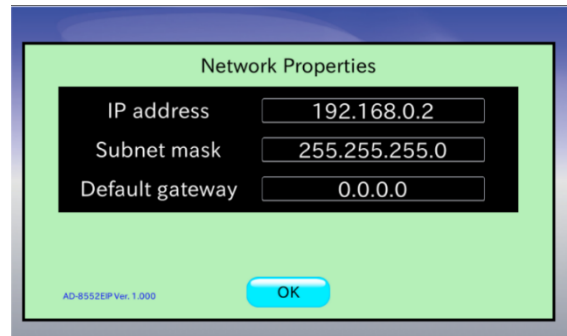 Network Properties
IP address 192.168.0.2
Subnet mask 255.255.255.0
Default gateway 0.0.0.0
AD-8552EIP Ver. 1.000 OK